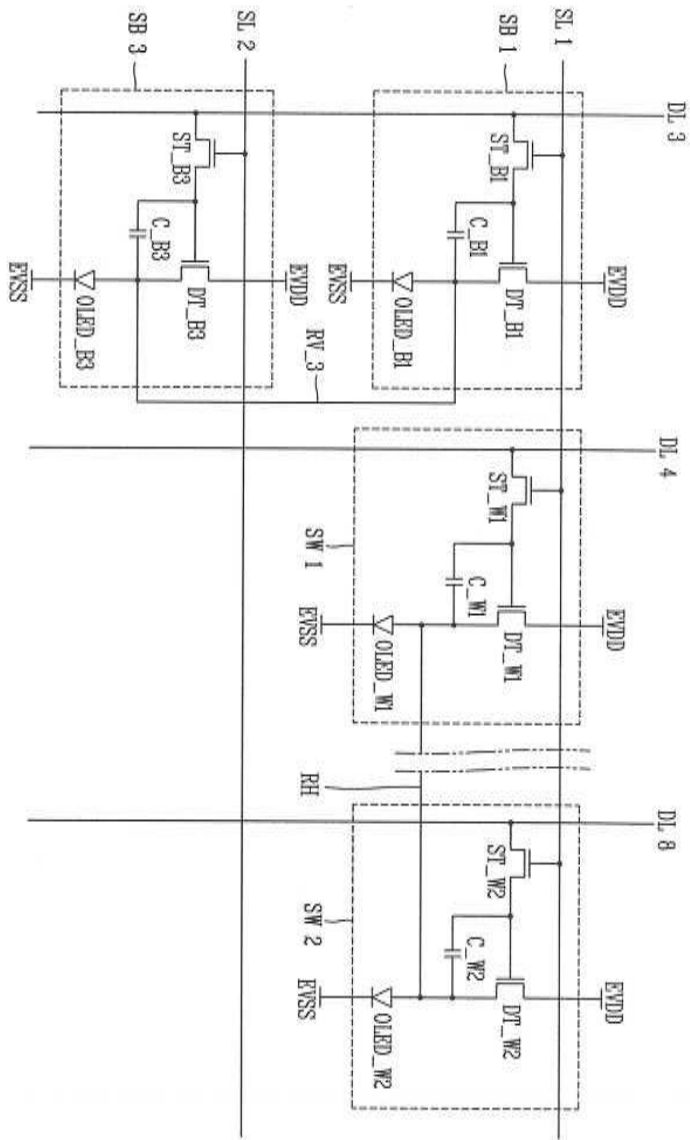 DL 3
DL 4
DL 8
SL 1
SB 1
ST_B1
C_B1
DT_B1
EVDD
OLED_B1
EVSS
ST_W1
C_W1
DT_W1
EVDD
OLED_W1
EVSS
SW 1
ST_W2
C_W2
DT_W2
EVDD
OLED_W2
EVSS
SW 2
RV_3
RH
SL 2
SB 3
ST_B3
C_B3
DT_B3
EVDD
OLED_B3
EVSS